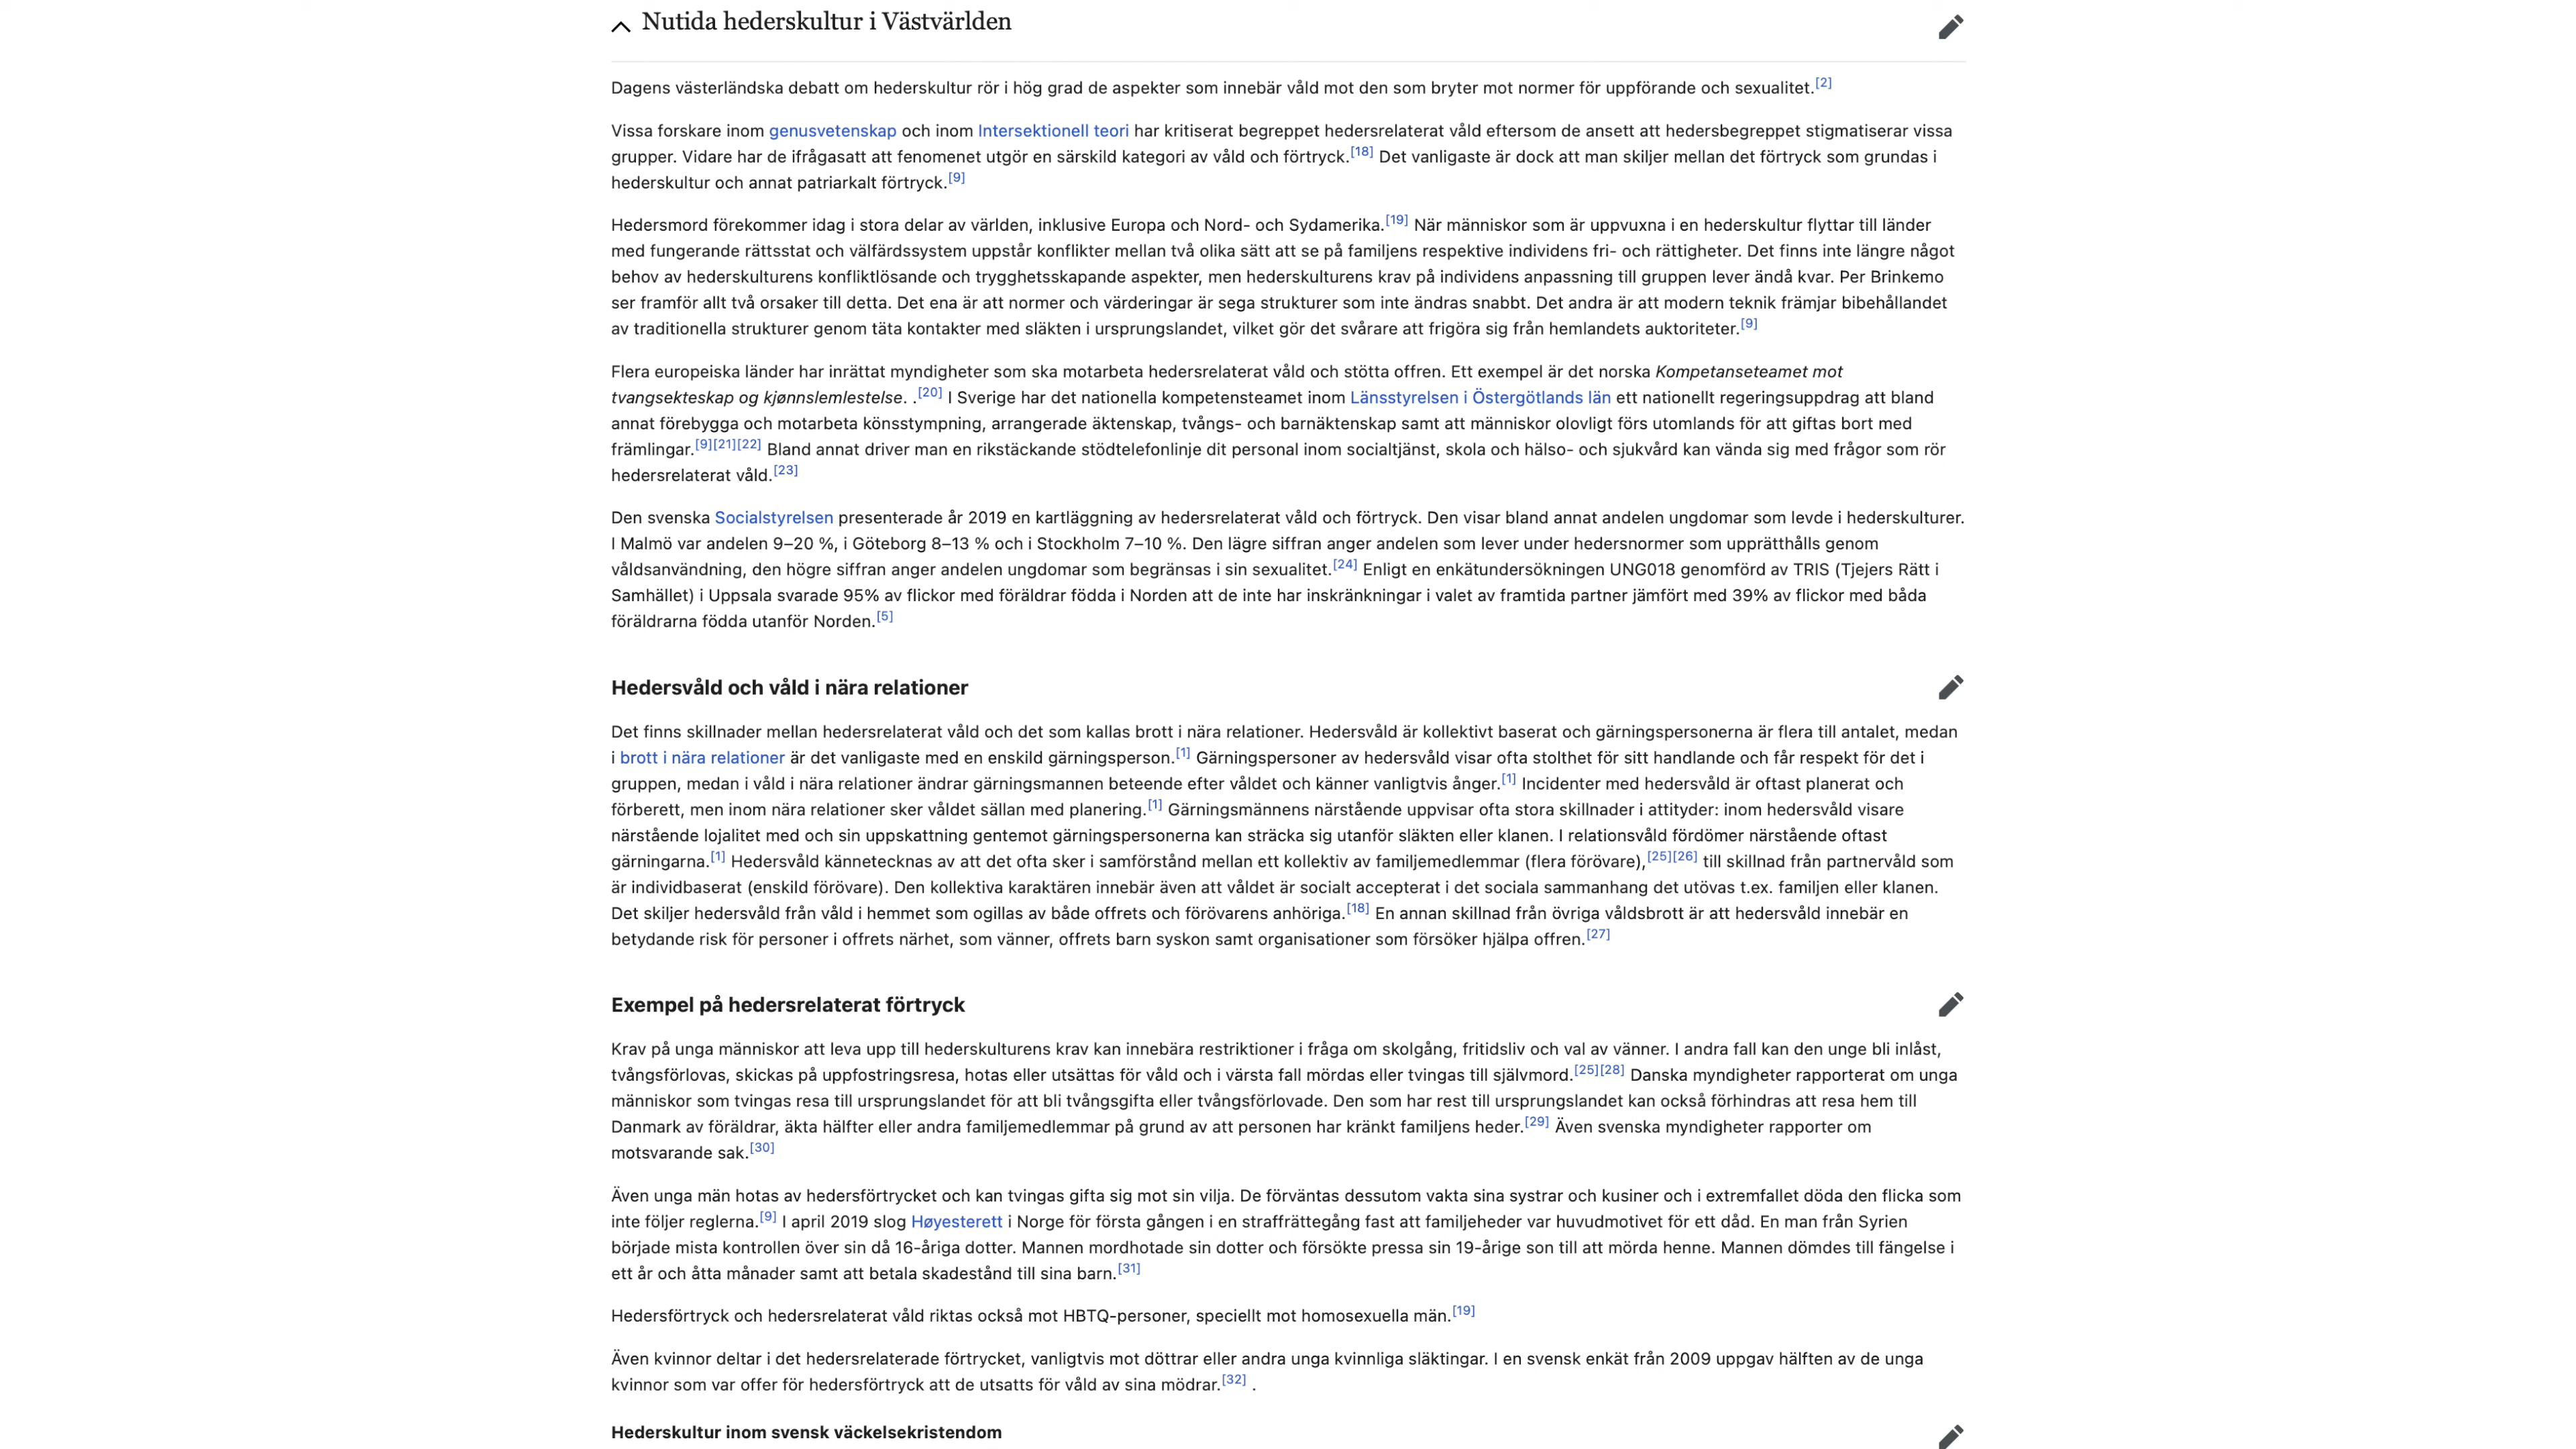 Nutida hederskultur i Västvärlden
Dagens västerländska debatt om hederskultur rör i hög grad de aspekter som innebär våld mot den som bryter mot normer för uppförande och sexualitet.[2]
Vissa forskare inom genusvetenskap och inom Intersektionell teori har kritiserat begreppet hedersrelaterat våld eftersom de ansett att hedersbegreppet stigmatiserar vissa
grupper. Vidare har de ifrågasatt att fenomenet utgör en särskild kategori av våld och förtryck.[18] Det vanligaste är dock att man skiljer mellan det förtryck som grundas i
hederskultur och annat patriarkalt förtryck.[9]
Hedersmord förekommer idag i stora delar av världen, inklusive Europa och Nord- och Sydamerika.[19] När människor som är uppvuxna i en hederskultur flyttar till länder
med fungerande rättsstat och välfärdssystem uppstår konflikter mellan två olika sätt att se på familjens respektive individens fri- och rättigheter. Det finns inte längre något
behov av hederskulturens konfliktlösande och trygghetsskapande aspekter, men hederskulturens krav på individens anpassning till gruppen lever ändå kvar. Per Brinkemo
ser framför allt två orsaker till detta. Det ena är att normer och värderingar är sega strukturer som inte ändras snabbt. Det andra är att modern teknik främjar bibehållandet
av traditionella strukturer genom täta kontakter med släkten i ursprungslandet, vilket gör det svårare att frigöra sig från hemlandets auktoriteter.[9]
Flera europeiska länder har inrättat myndigheter som ska motarbeta hedersrelaterat våld och stötta offren. Ett exempel är det norska Kompetanseteamet mot
tvangsekteskap og kjønnslemlestelse. .[20] I Sverige har det nationella kompetensteamet inom Länsstyrelsen i Östergötlands län ett nationellt regeringsuppdrag att bland
annat förebygga och motarbeta könsstympning, arrangerade äktenskap, tvångs- och barnäktenskap samt att människor olovligt förs utomlands för att giftas bort med
främlingar.[9][21][22] Bland annat driver man en rikstäckande stödtelefonlinje dit personal inom socialtjänst, skola och hälso- och sjukvård kan vända sig med frågor som rör
hedersrelaterat våld.[23]
Den svenska Socialstyrelsen presenterade år 2019 en kartläggning av hedersrelaterat våld och förtryck. Den visar bland annat andelen ungdomar som levde i hederskulturer.
I Malmö var andelen 9–20 %, i Göteborg 8–13 % och i Stockholm 7–10 %. Den lägre siffran anger andelen som lever under hedersnormer som upprätthålls genom
våldsanvändning, den högre siffran anger andelen ungdomar som begränsas i sin sexualitet.[24] Enligt en enkätundersökningen UNG018 genomförd av TRIS (Tjejers Rätt i
Samhället) i Uppsala svarade 95% av flickor med föräldrar födda i Norden att de inte har inskränkningar i valet av framtida partner jämfört med 39% av flickor med båda
föräldrarna födda utanför Norden.[5]
Hedersvåld och våld i nära relationer
Det finns skillnader mellan hedersrelaterat våld och det som kallas brott i nära relationer. Hedersvåld är kollektivt baserat och gärningspersonerna är flera till antalet, medan
i brott i nära relationer är det vanligaste med en enskild gärningsperson.[1] Gärningspersoner av hedersvåld visar ofta stolthet för sitt handlande och får respekt för det i
gruppen, medan i våld i nära relationer ändrar gärningsmannen beteende efter våldet och känner vanligtvis ånger.[1] Incidenter med hedersvåld är oftast planerat och
förberett, men inom nära relationer sker våldet sällan med planering.[1] Gärningsmännens närstående uppvisar ofta stora skillnader i attityder: inom hedersvåld visare
närstående lojalitet med och sin uppskattning gentemot gärningspersonerna kan sträcka sig utanför släkten eller klanen. I relationsvåld fördömer närstående oftast
gärningarna.[1] Hedersvåld kännetecknas av att det ofta sker i samförstånd mellan ett kollektiv av familjemedlemmar (flera förövare),[25][26] till skillnad från partnervåld som
är individbaserat (enskild förövare). Den kollektiva karaktären innebär även att våldet är socialt accepterat i det sociala sammanhang det utövas t.ex. familjen eller klanen.
Det skiljer hedersvåld från våld i hemmet som ogillas av både offrets och förövarens anhöriga.[18] En annan skillnad från övriga våldsbrott är att hedersvåld innebär en
betydande risk för personer i offrets närhet, som vänner, offrets barn syskon samt organisationer som försöker hjälpa offren.[27]
Exempel på hedersrelaterat förtryck
Krav på unga människor att leva upp till hederskulturens krav kan innebära restriktioner i fråga om skolgång, fritidsliv och val av vänner. I andra fall kan den unge bli inlåst,
tvångsförlovas, skickas på uppfostringsresa, hotas eller utsättas för våld och i värsta fall mördas eller tvingas till självmord.[25][28] Danska myndigheter rapporterat om unga
människor som tvingas resa till ursprungslandet för att bli tvångsgifta eller tvångsförlovade. Den som har rest till ursprungslandet kan också förhindras att resa hem till
Danmark av föräldrar, äkta hälfter eller andra familjemedlemmar på grund av att personen har kränkt familjens heder.[29] Även svenska myndigheter rapporter om
motsvarande sak.[30]
Även unga män hotas av hedersförtrycket och kan tvingas gifta sig mot sin vilja. De förväntas dessutom vakta sina systrar och kusiner och i extremfallet döda den flicka som
inte följer reglerna.[9] I april 2019 slog Høyesterett i Norge för första gången i en straffrättegång fast att familjeheder var huvudmotivet för ett dåd. En man från Syrien
började mista kontrollen över sin då 16-åriga dotter. Mannen mordhotade sin dotter och försökte pressa sin 19-årige son till att mörda henne. Mannen dömdes till fängelse i
ett år och åtta månader samt att betala skadestånd till sina barn.[31]
Hedersförtryck och hedersrelaterat våld riktas också mot HBTQ-personer, speciellt mot homosexuella män.[19]
Även kvinnor deltar i det hedersrelaterade förtrycket, vanligtvis mot döttrar eller andra unga kvinnliga släktingar. I en svensk enkät från 2009 uppgav hälften av de unga
kvinnor som var offer för hedersförtryck att de utsatts för våld av sina mödrar.[32] .
Hederskultur inom svensk väckelsekristendom